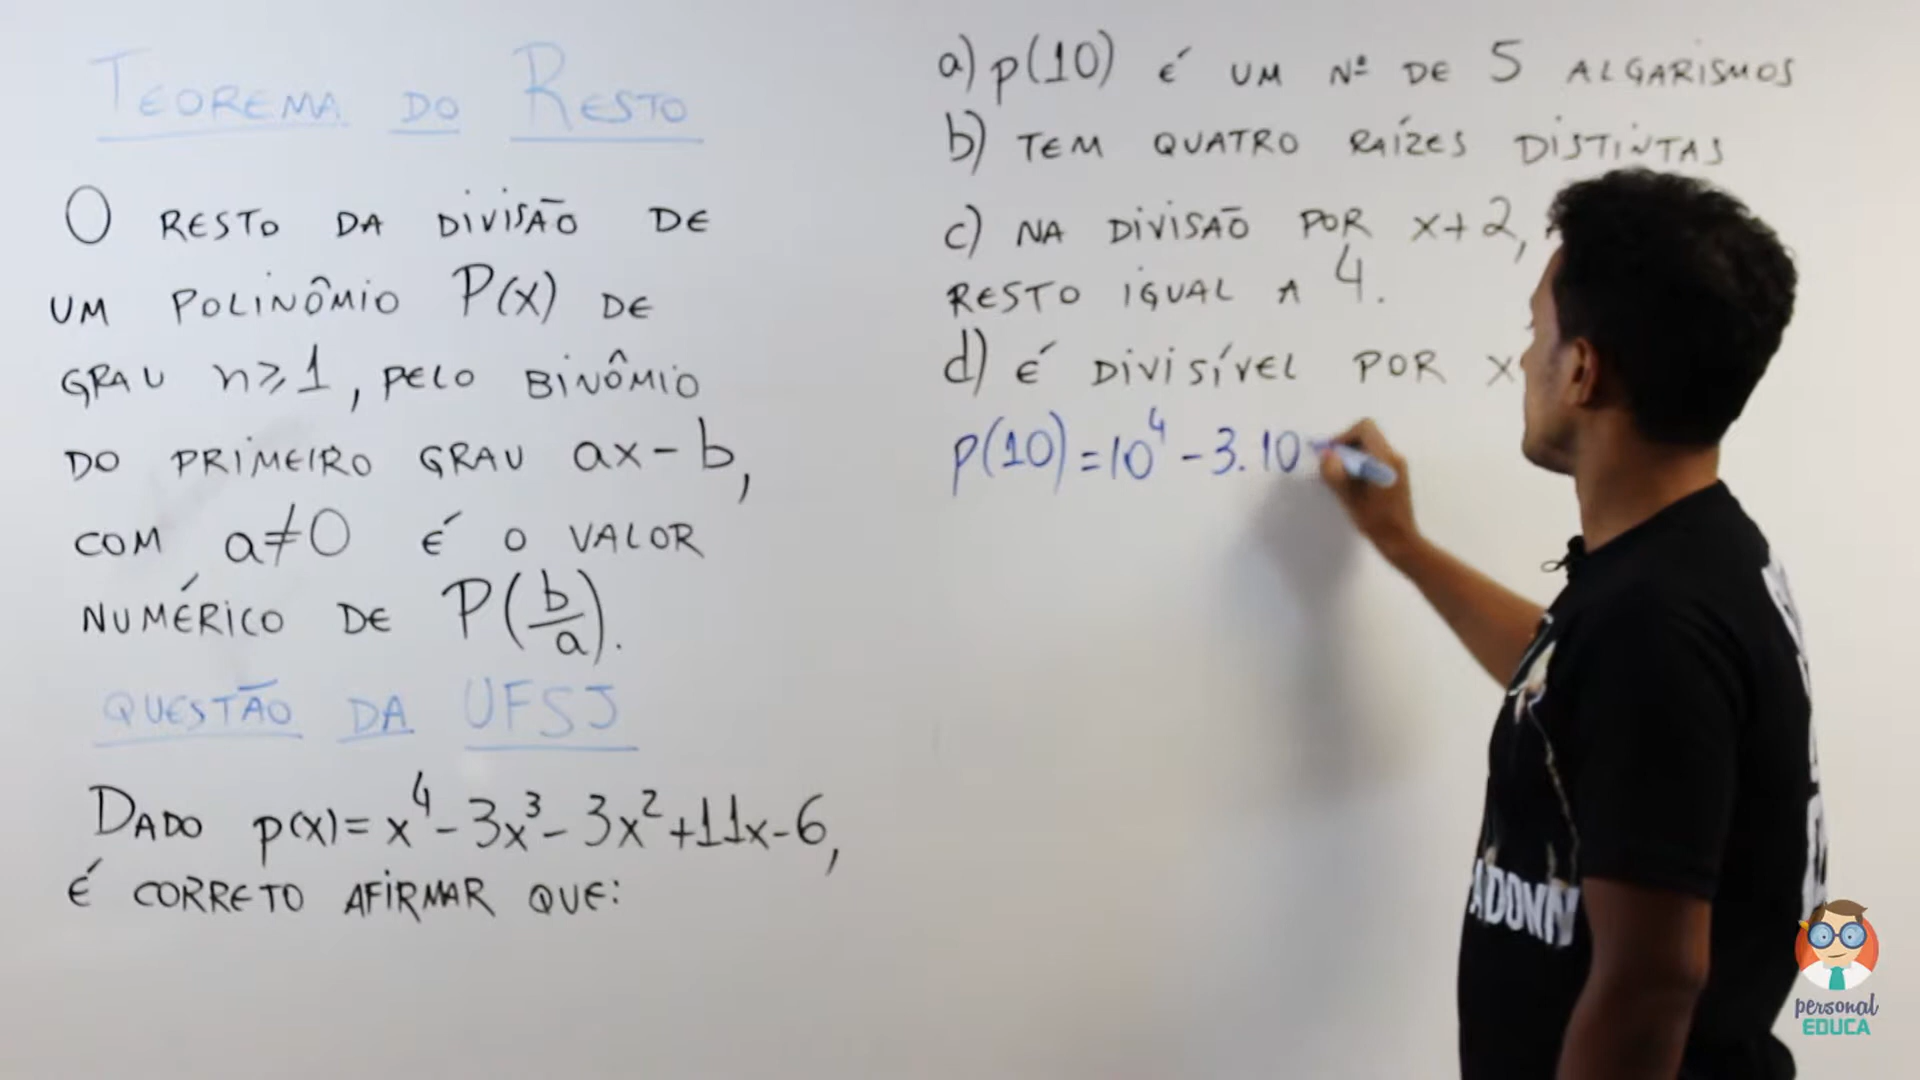 TEOREMA DO RESTO
O RESTO DA DIVISÃO DE
UM POLINÔMIO P(x) DE
GRAU n⩾1, PELO BINÔMIO
DO PRIMEIRO GRAU ax-b,
COM a≠0 É O VALOR
NUMÉRICO DE P(b/a).
QUESTÃO DA UFSJ
DADO p(x)=x⁴-3x³-3x²+11x-6,
É CORRETO AFIRMAR QUE:
a) p(10) É UM Nº DE 5 ALGARISMOS
b) TEM QUATRO RAÍZES DISTINTAS
c) NA DIVISÃO POR x+2,
RESTO IGUAL A 4.
d) É DIVISÍVEL POR x
p(10)=10⁴-3.10
ADOWN
personal
EDUCA